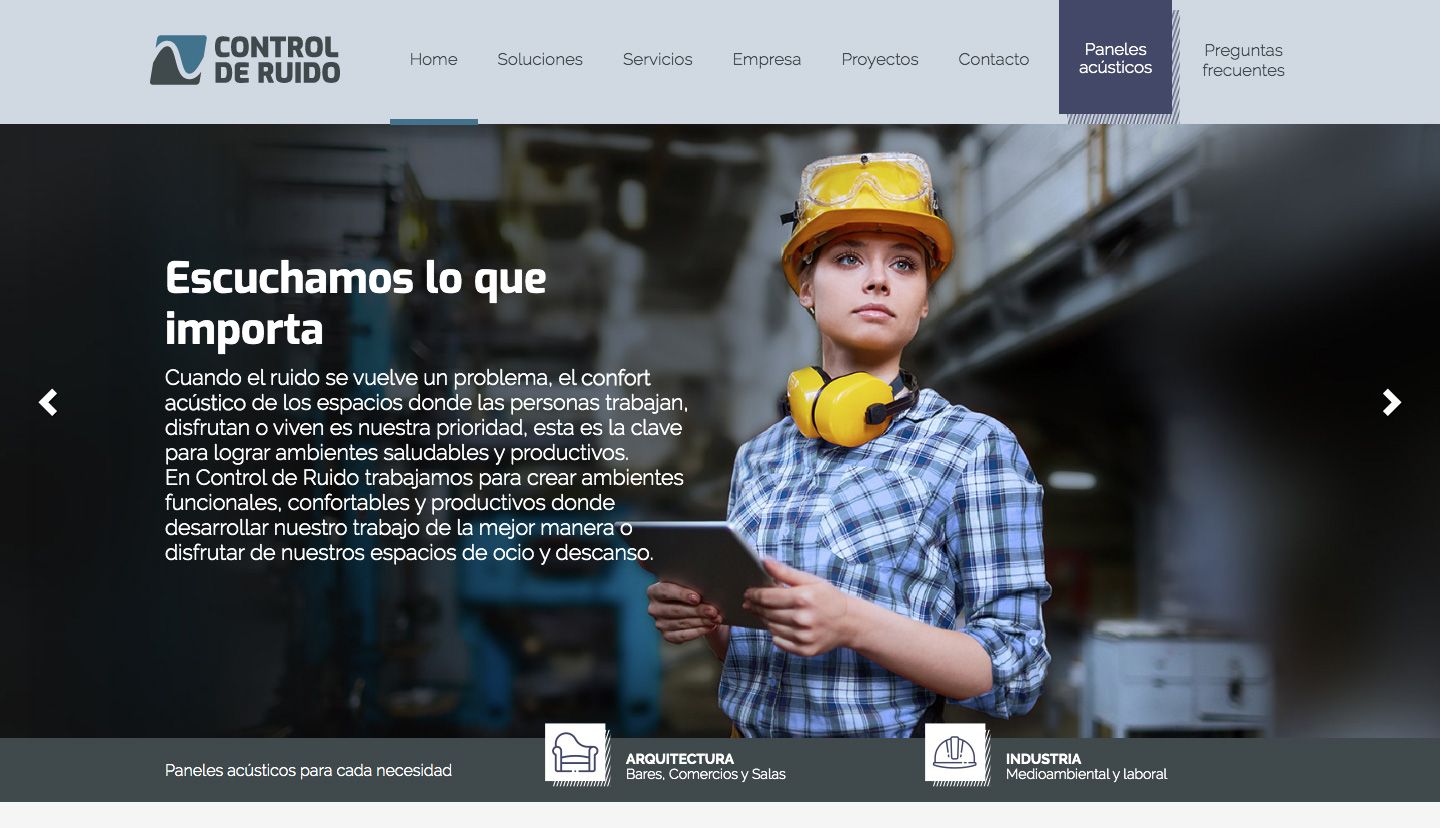 CONTROL
DE RUIDO
Home
Soluciones
Servicios
Empresa
Proyectos
Contacto
Paneles
acústicos
Preguntas
frecuentes
Escuchamos lo que
importa
Cuando el ruido se vuelve un problema, el confort
acústico de los espacios donde las personas trabajan,
disfrutan o viven es nuestra prioridad, esta es la clave
para lograr ambientes saludables y productivos.
En Control de Ruido trabajamos para crear ambientes
funcionales, confortables y productivos donde
desarrollar nuestro trabajo de la mejor manera o
disfrutar de nuestros espacios de ocio y descanso.
Paneles acústicos para cada necesidad
ARQUITECTURA
Bares, Comercios y Salas
INDUSTRIA
Medioambiental y laboral